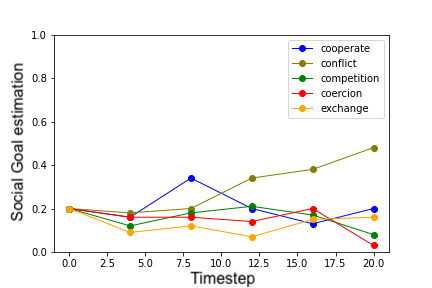 1.0
0.8
0.6
0.4
0.2
0.0
Social Goal estimation
cooperate
conflict
competition
coercion
exchange
0.0 2.5 5.0 7.5 10.0 12.5 15.0 17.5 20.0
Timestep